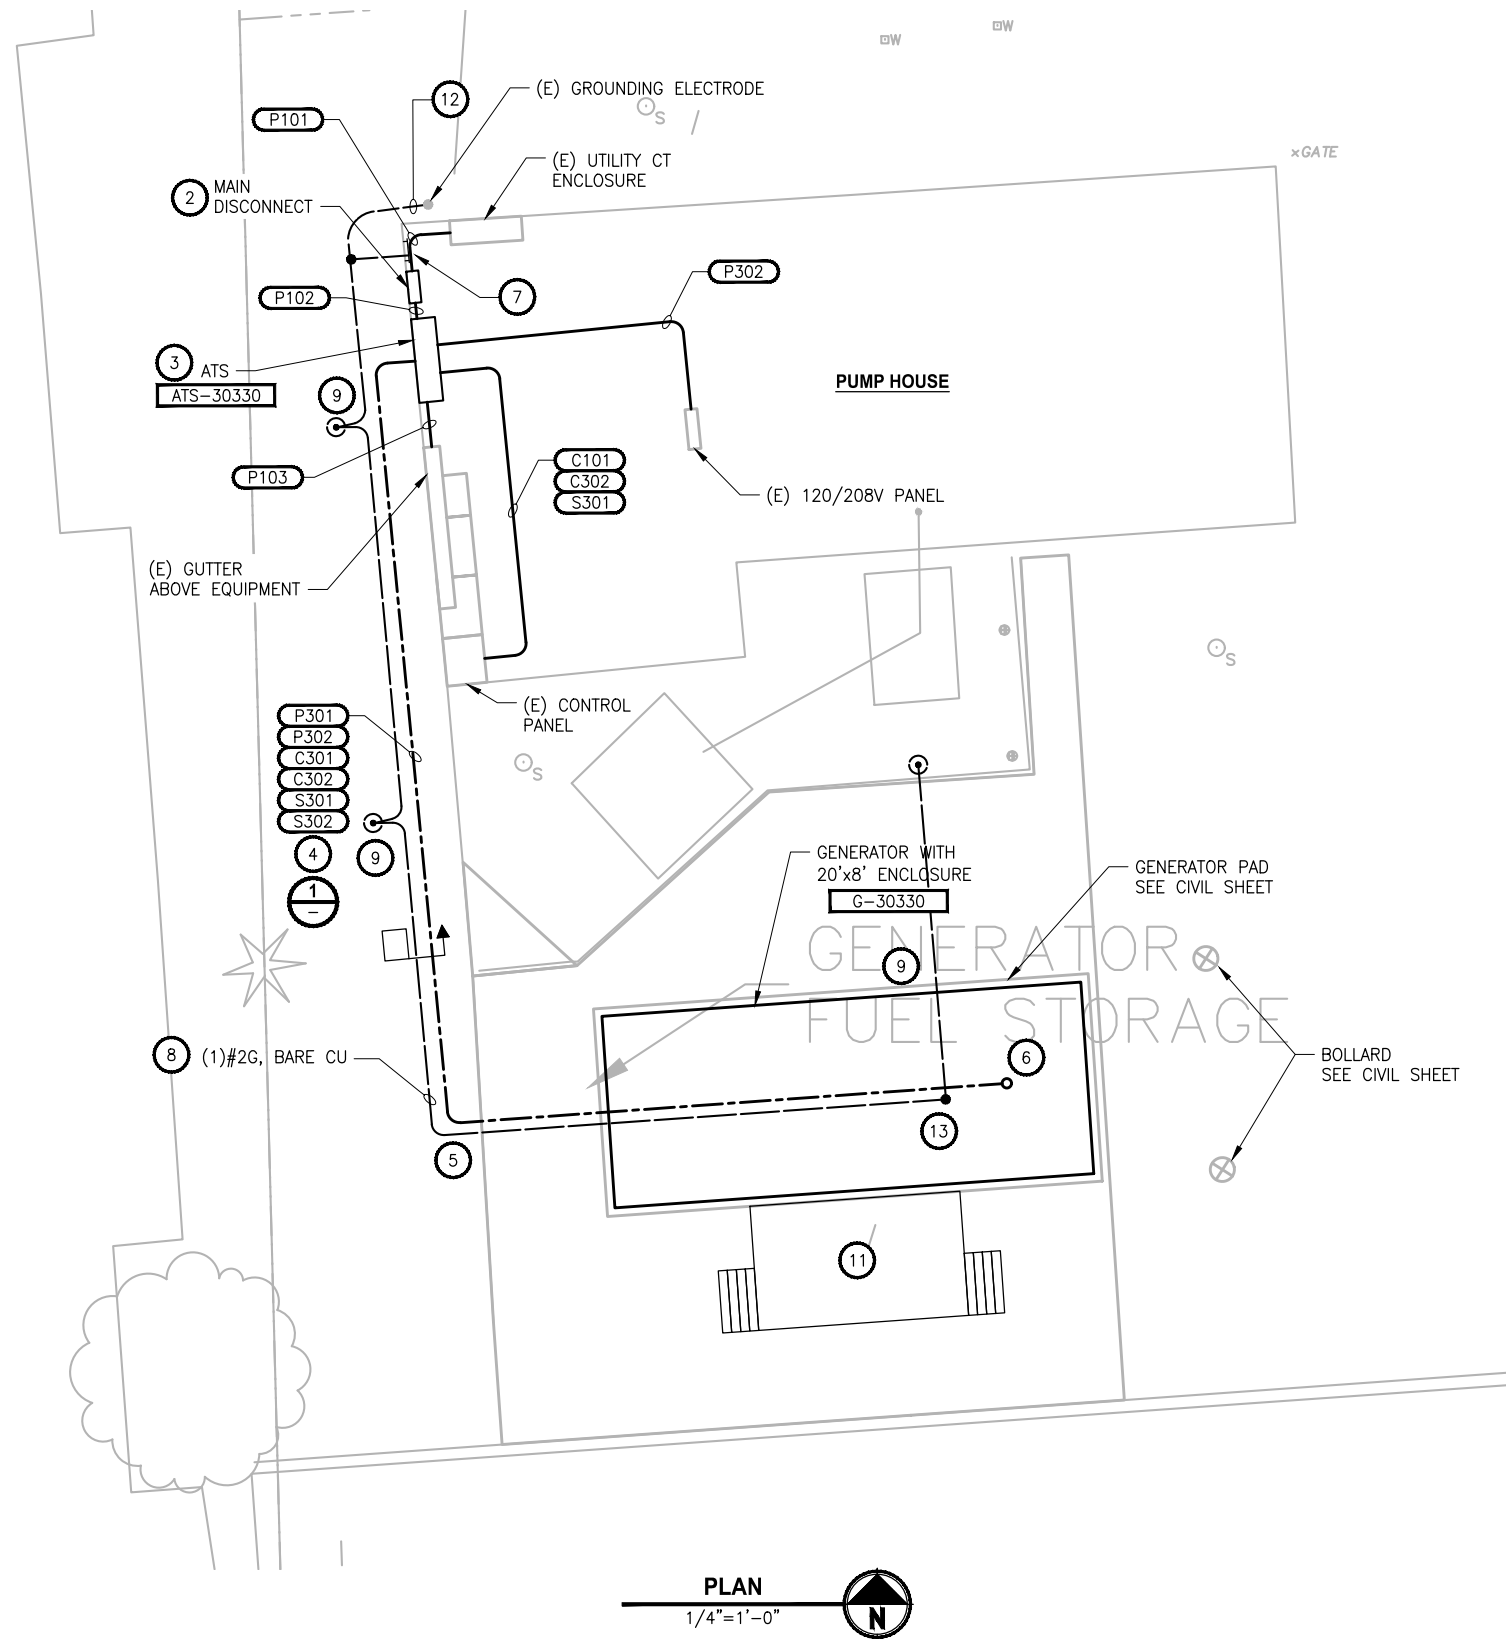 W
W
12
(E) GROUNDING ELECTRODE
S
P101
×GATE
(E) UTILITY CT
ENCLOSURE
2
MAIN
DISCONNECT
P302
P102
7
3
ATS
ATS-30330
9
PUMP HOUSE
P103
C101
C302
S301
(E) 120/208V PANEL
(E) GUTTER
ABOVE EQUIPMENT
S
(E) CONTROL
PANEL
P301
P302
C301
C302
S301
S302
S
4
9
1
–
GENERATOR WITH
20'x8' ENCLOSURE
G-30330
GENERATOR PAD
SEE CIVIL SHEET
GENERATOR
FUEL STORAGE
9
8
(1)#2G, BARE CU
6
BOLLARD
SEE CIVIL SHEET
13
5
11
PLAN
1/4"=1'-0"
N